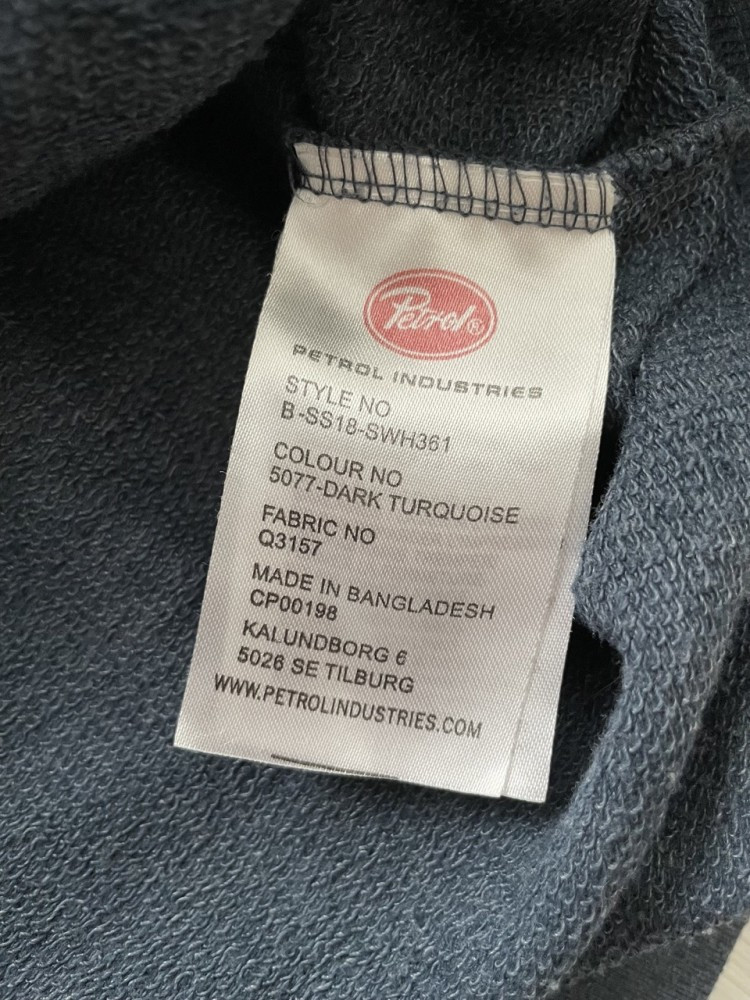 Petrol®
PETROL INDUSTRIES
STYLE NO
B-SS18-SWH361
COLOUR NO
5077-DARK TURQUOISE
FABRIC NO
Q3157
MADE IN BANGLADESH
CP00198
KALUNDBORG 6
5026 SE TILBURG
WWW.PETROLINDUSTRIES.COM